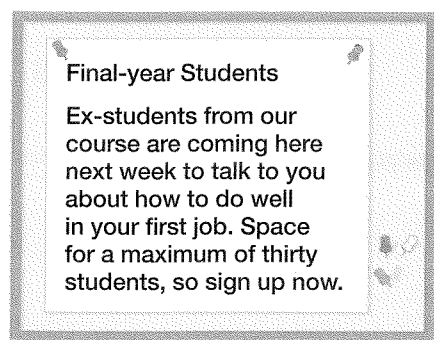 Final-year Students
Ex-students from our
course are coming here
next week to talk to you
about how to do well
in your first job. Space
for a maximum of thirty
students, so sign up now.